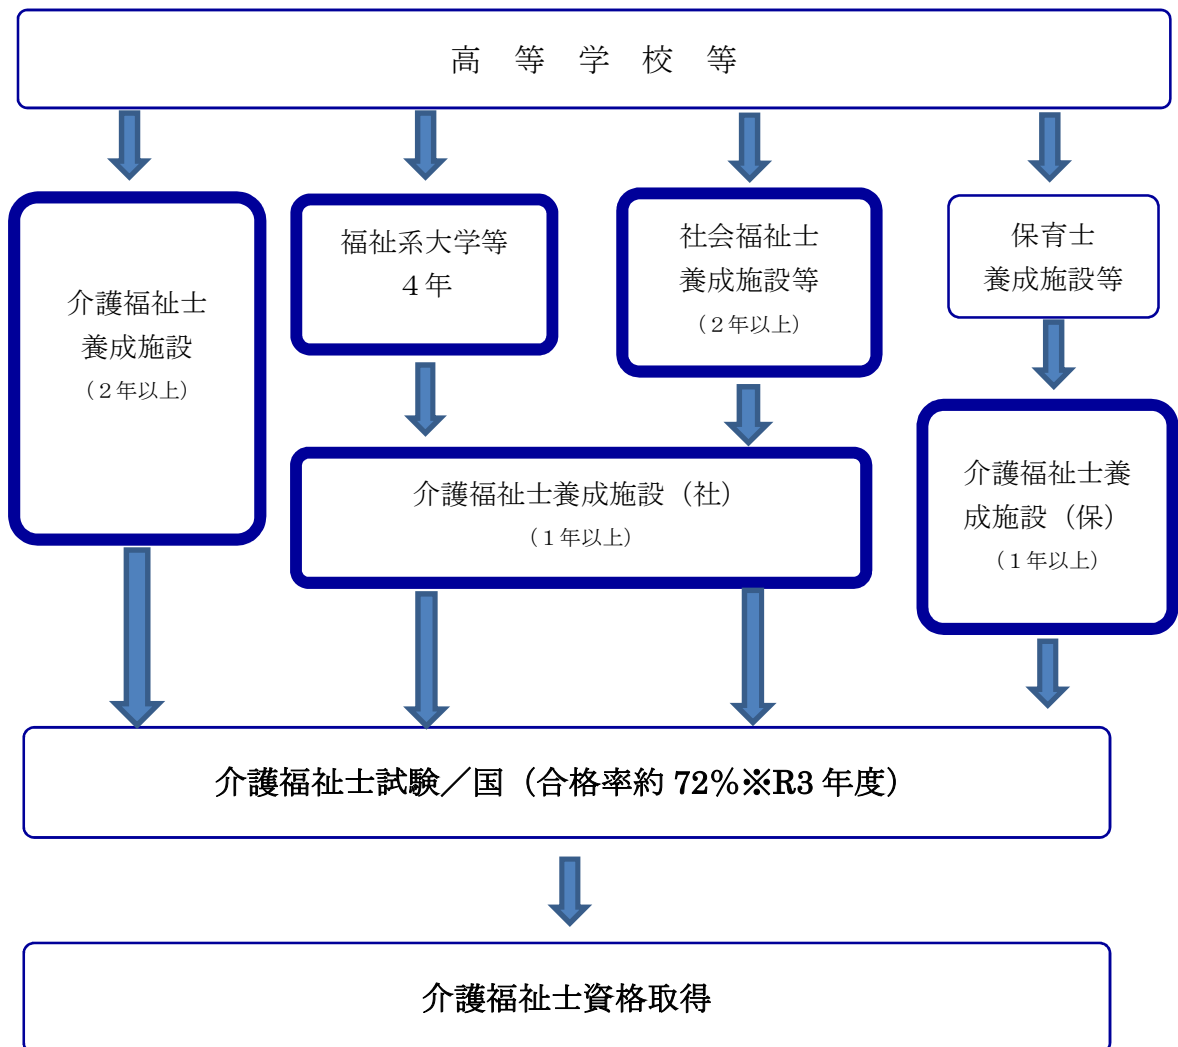 高 等 学 校 等
介護福祉士
養成施設
（２年以上）
福祉系大学等
４年
社会福祉士
養成施設等
（２年以上）
保育士
養成施設等
介護福祉士養成施設（社）
（１年以上）
介護福祉士養
成施設（保）
（１年以上）
介護福祉士試験／国（合格率約 72%※R3 年度）
介護福祉士資格取得